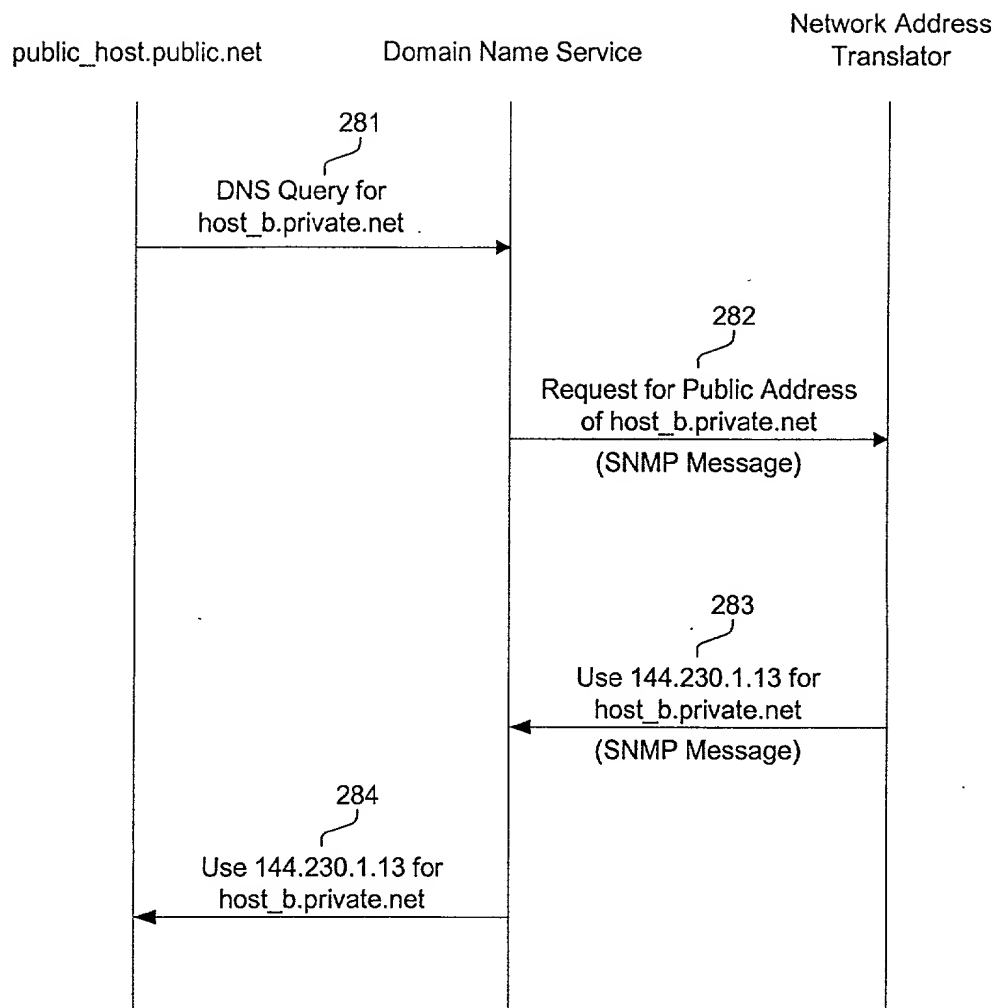 public_host.public.net
Domain Name Service
Network Address
Translator
281
DNS Query for
host_b.private.net
282
Request for Public Address
of host_b.private.net
(SNMP Message)
283
Use 144.230.1.13 for
host_b.private.net
(SNMP Message)
284
Use 144.230.1.13 for
host_b.private.net